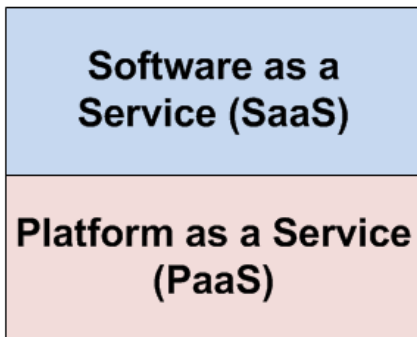 Software as a
Service (SaaS)
Platform as a Service
(PaaS)